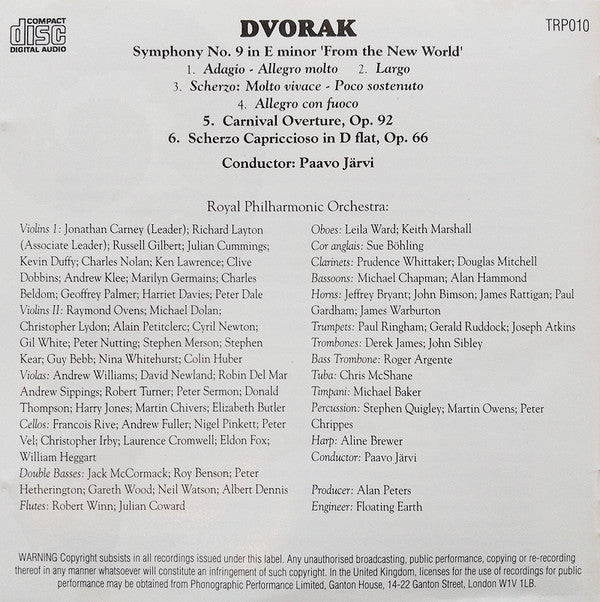 COMPACT
disc
DIGITAL AUDIO
DVORAK
TRP010
Symphony No. 9 in E minor 'From the New World'
1. Adagio - Allegro molto 2. Largo
3. Scherzo: Molto vivace - Poco sostenuto
4. Allegro con fuoco
5. Carnival Overture, Op. 92
6. Scherzo Capriccioso in D flat, Op. 66
Conductor: Paavo Järvi
Royal Philharmonic Orchestra:
Violins I: Jonathan Carney (Leader); Richard Layton
(Associate Leader); Russell Gilbert; Julian Cummings;
Kevin Duffy; Charles Nolan; Ken Lawrence; Clive
Dobbins; Andrew Klee; Marilyn Germains; Charles
Beldom; Geoffrey Palmer; Harriet Davies; Peter Dale
Violins II: Raymond Ovens; Michael Dolan;
Christopher Lydon; Alain Petitclerc; Cyril Newton;
Gil White; Peter Nutting; Stephen Merson; Stephen
Kear; Guy Bebb; Nina Whitehurst; Colin Huber
Violas: Andrew Williams; David Newland; Robin Del Mar
Andrew Sippings; Robert Turner; Peter Sermon; Donald
Thompson; Harry Jones; Martin Chivers; Elizabeth Butler
Cellos: Francois Rive; Andrew Fuller; Nigel Pinkett; Peter
Vel; Christopher Irby; Laurence Cromwell; Eldon Fox;
William Heggart
Double Basses: Jack McCormack; Roy Benson; Peter
Hetherington; Gareth Wood; Neil Watson; Albert Dennis
Flutes: Robert Winn; Julian Coward
Oboes: Leila Ward; Keith Marshall
Cor anglais: Sue Böhling
Clarinets: Prudence Whittaker; Douglas Mitchell
Bassoons: Michael Chapman; Alan Hammond
Horns: Jeffrey Bryant; John Bimson; James Rattigan; Paul
Gardham; James Warburton
Trumpets: Paul Ringham; Gerald Ruddock; Joseph Atkins
Trombones: Derek James; John Sibley
Bass Trombone: Roger Argente
Tuba: Chris McShane
Timpani: Michael Baker
Percussion: Stephen Quigley; Martin Owens; Peter
Chrippes
Harp: Aline Brewer
Conductor: Paavo Järvi
Producer: Alan Peters
Engineer: Floating Earth
WARNING Copyright subsists in all recordings issued under this label. Any unauthorised broadcasting, public performance, copying or re-recording
thereof in any manner whatsoever will constitute an infringement of such copyright. In the United Kingdom, licenses for the use of recordings for public
performance may be obtained from Phonographic Performance Limited, Ganton House, 14-22 Ganton Street, London W1V 1LB.